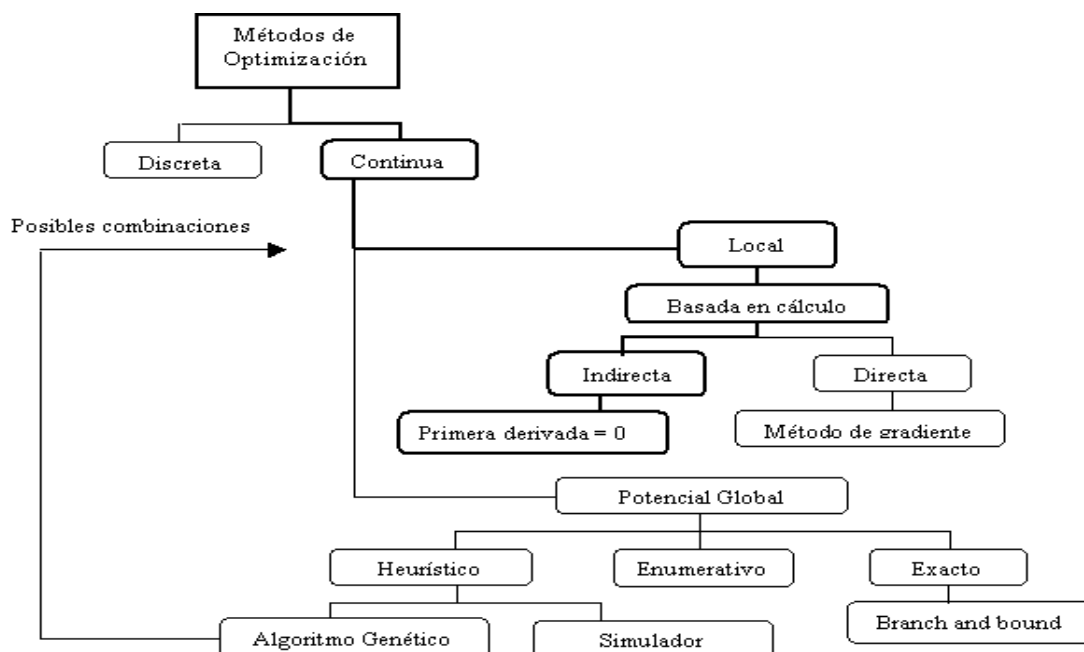 Métodos de
Optimización
Discreta
Continua
Posibles combinaciones
Local
Basada en cálculo
Indirecta
Directa
Primera derivada = 0
Método de gradiente
Potencial Global
Heurístico
Enumerativo
Exacto
Branch and bound
Algoritmo Genético
Simulador